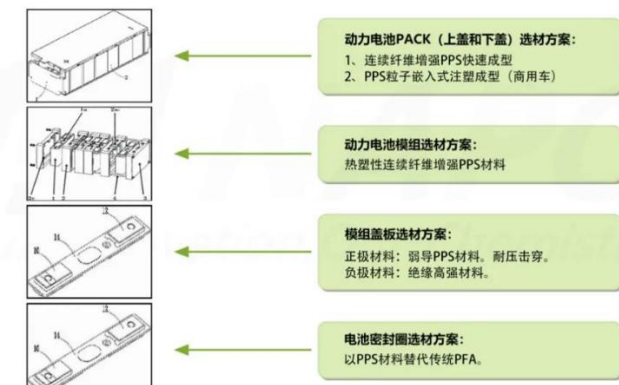 动力电池PACK（上盖和下盖）选材方案：
1、连续纤维增强PPS快速成型
2、PPS粒子嵌入式注塑成型（商用车）
动力电池模组选材方案：
热塑性连续纤维增强PPS材料
模组盖板选材方案：
正极材料：弱导PPS材料。耐压击穿。
负极材料：绝缘高强材料。
电池密封圈选材方案：
以PPS材料替代传统PFA。